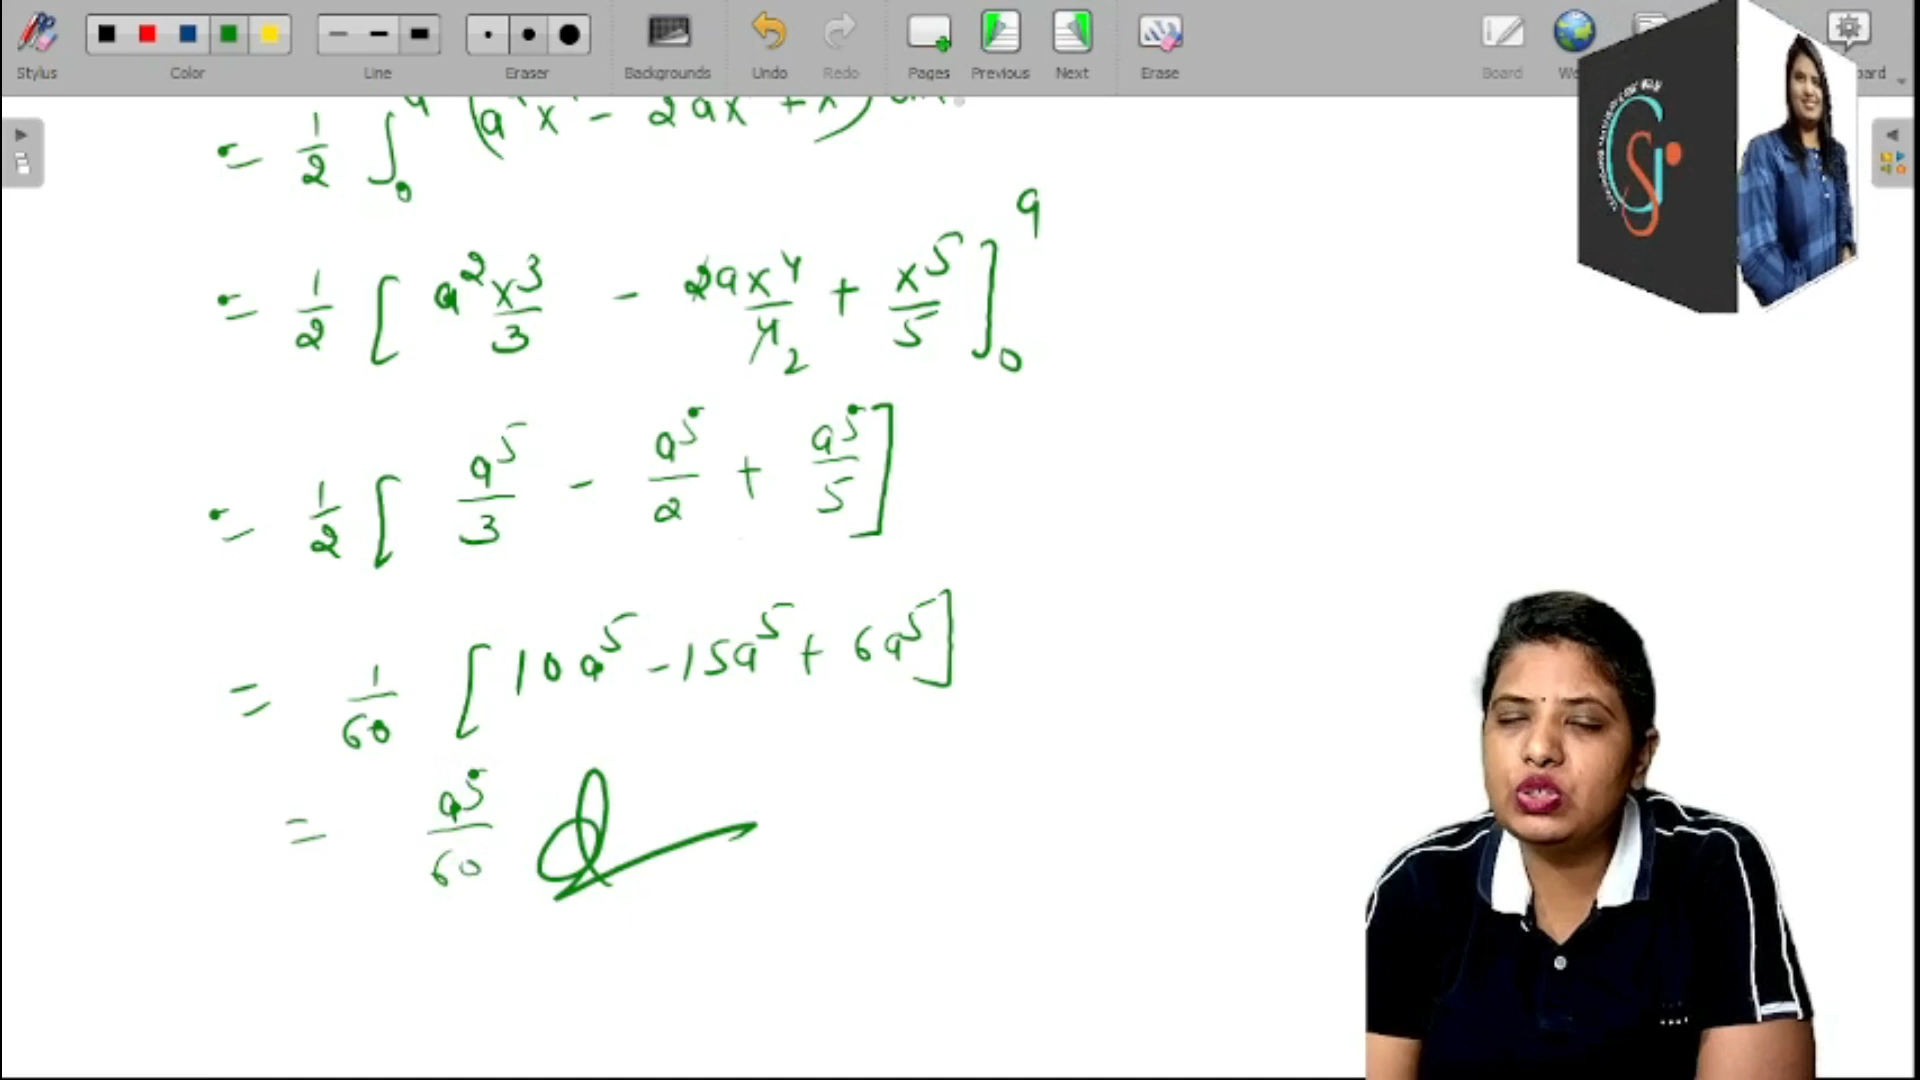 Stylus Color Line Eraser Backgrounds Undo Redo Pages Previous Next Erase Board
= 1/2 ∫₀
= 1/2 [ a²x³/3 - 2ax⁴/4 2 + x⁵/5 ]₀ᵃ
= 1/2 [ a⁵/3 - a⁵/2 + a⁵/5 ]
= 1/60 [ 10a⁵ - 15a⁵ + 6a⁵ ]
= a⁵/60